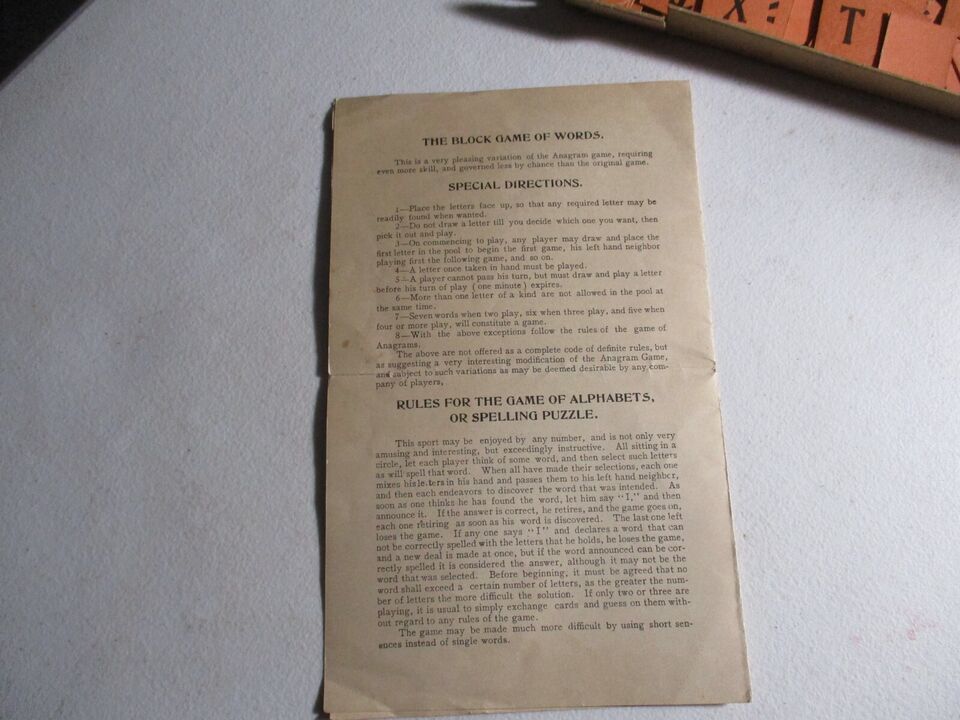 X
T
THE BLOCK GAME OF WORDS.
This is a very pleasing variation of the Anagram game, requiring
even more skill, and governed less by chance than the original game.
SPECIAL DIRECTIONS.
1—Place the letters face up, so that any required letter may be
readily found when wanted.
2—Do not draw a letter till you decide which one you want, then
pick it out and play.
3—On commencing to play, any player may draw and place the
first letter in the pool to begin the first game, his left hand neighbor
playing first the following game, and so on.
4—A letter once taken in hand must be played.
5—A player cannot pass his turn, but must draw and play a letter
before his turn of play (one minute) expires.
6—More than one letter of a kind are not allowed in the pool at
the same time.
7—Seven words when two play, six when three play, and five when
four or more play, will constitute a game.
8—With the above exceptions follow the rules of the game of
Anagrams.
The above are not offered as a complete code of definite rules, but
as suggesting a very interesting modification of the Anagram Game,
and subject to such variations as may be deemed desirable by any com-
pany of players,
RULES FOR THE GAME OF ALPHABETS,
OR SPELLING PUZZLE.
This sport may be enjoyed by any number, and is not only very
amusing and interesting, but exceedingly instructive. All sitting in a
circle, let each player think of some word, and then select such letters
as will spell that word. When all have made their selections, each one
mixes his letters in his hand and passes them to his left hand neighbor,
and then each endeavors to discover the word that was intended. As
soon as one thinks he has found the word, let him say "I," and then
announce it. If the answer is correct, he retires, and the game goes on,
each one retiring as soon as his word is discovered. The last one left
loses the game. If any one says "I" and declares a word that can
not be correctly spelled with the letters that he holds, he loses the game,
and a new deal is made at once, but if the word announced can be cor-
rectly spelled it is considered the answer, although it may not be the
word that was selected. Before beginning, it must be agreed that no
word shall exceed a certain number of letters, as the greater the num-
ber of letters the more difficult the solution. If only two or three are
playing, it is usual to simply exchange cards and guess on them with-
out regard to any rules of the game.
The game may be made much more difficult by using short sen-
ences instead of single words.